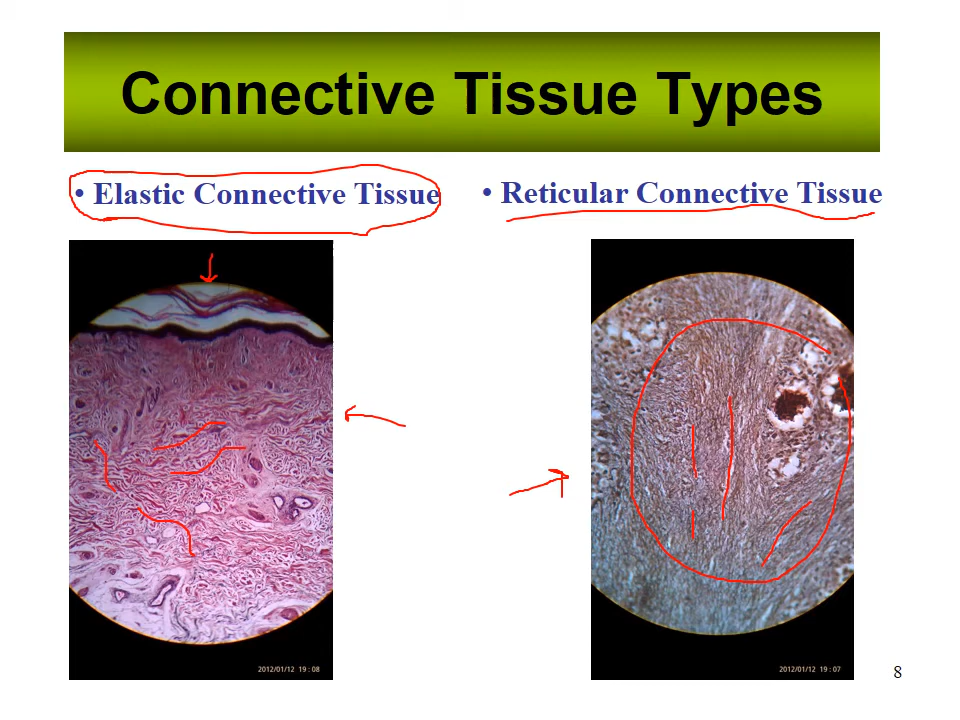 Connective Tissue Types
• Elastic Connective Tissue
• Reticular Connective Tissue
2012/01/12 19:08
2012/01/12 19:07
8